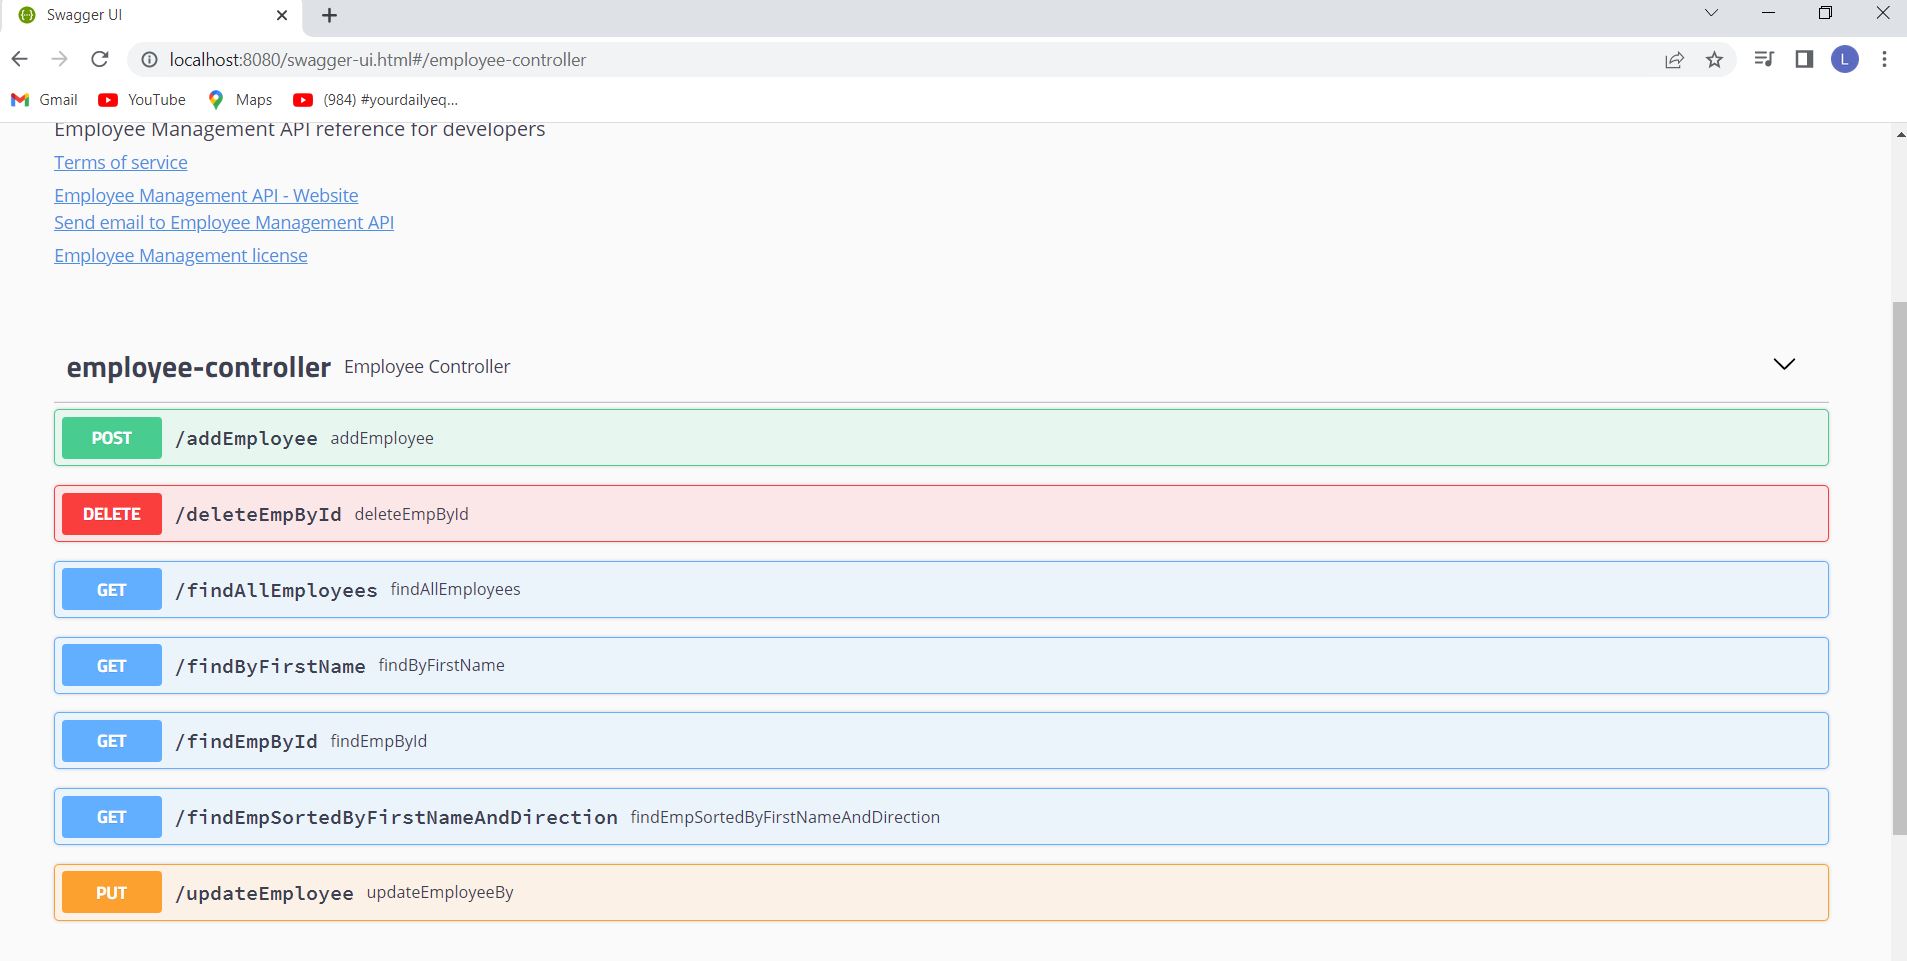 Swagger UI
localhost:8080/swagger-ui.html#/employee-controller
L
Gmail YouTube Maps (984) #yourdailyeq...
Employee Management API reference for developers
Terms of service
Employee Management API - Website
Send email to Employee Management API
Employee Management license
employee-controller Employee Controller
POST /addEmployee addEmployee
DELETE /deleteEmpById deleteEmpById
GET /findAllEmployees findAllEmployees
GET /findByFirstName findByFirstName
GET /findEmpById findEmpById
GET /findEmpSortedByFirstNameAndDirection findEmpSortedByFirstNameAndDirection
PUT /updateEmployee updateEmployeeBy